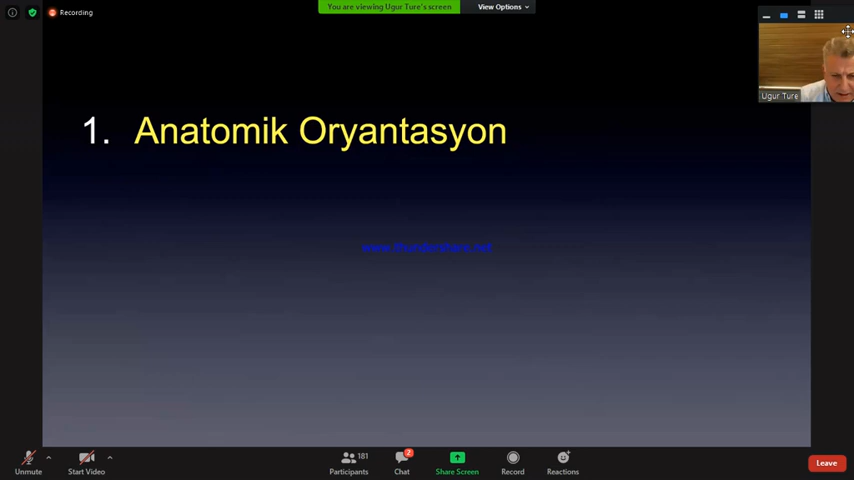 Recording
You are viewing Ugur Ture's screen
View Options
1. Anatomik Oryantasyon
Ugur Ture
www.thundershare.net
Unmute
Start Video
181
Participants
2
Chat
Share Screen
Record
Reactions
Leave